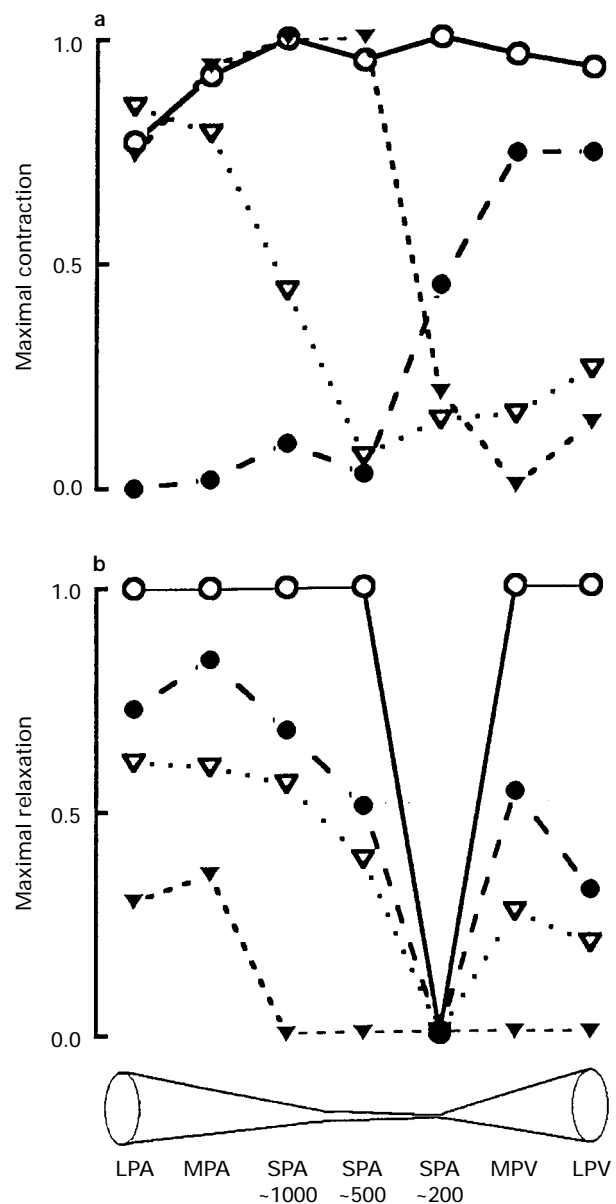 a
1.0
0.5
0.0
Maximal contraction
b
1.0
0.5
0.0
Maximal relaxation
LPA MPA SPA SPA SPA MPV LPV
~1000 ~500 ~200